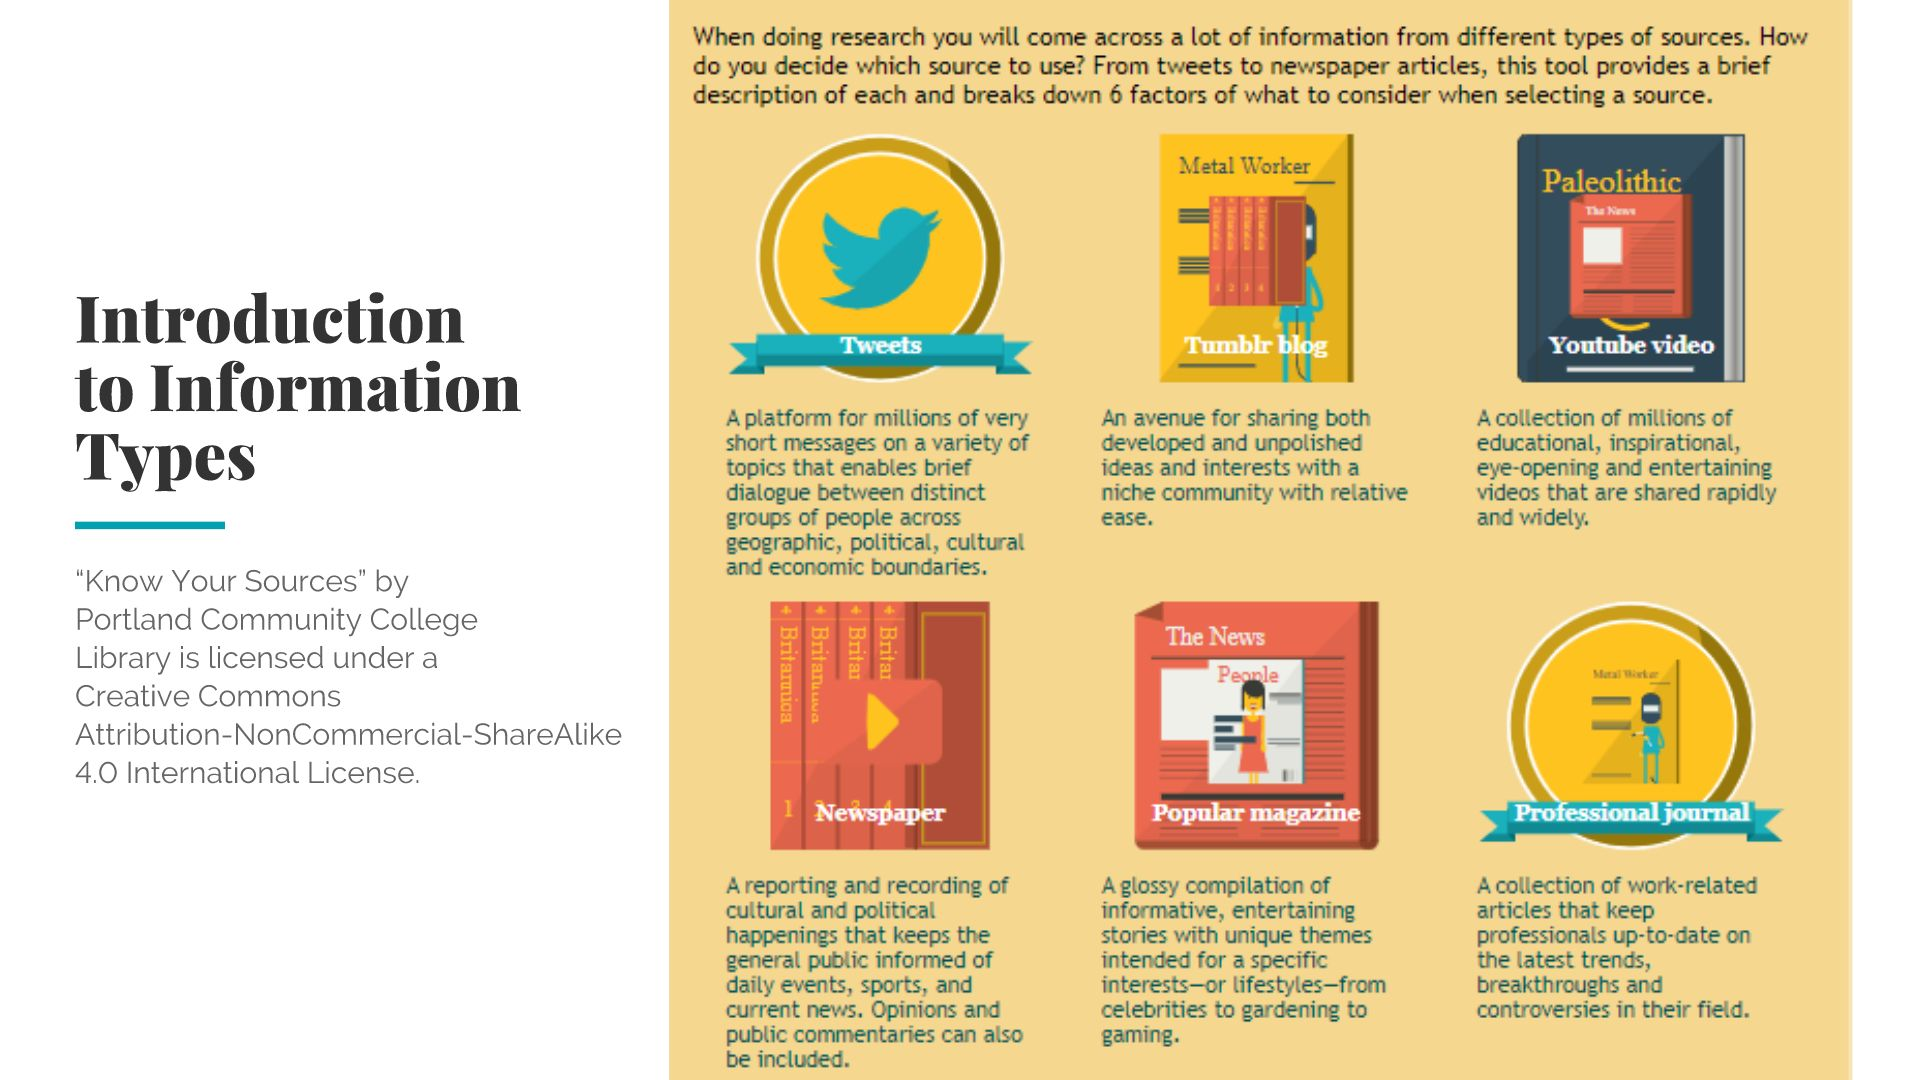 Introduction
to Information
Types
“Know Your Sources” by
Portland Community College
Library is licensed under a
Creative Commons
Attribution-NonCommercial-ShareAlike
4.0 International License.
When doing research you will come across a lot of information from different types of sources. How
do you decide which source to use? From tweets to newspaper articles, this tool provides a brief
description of each and breaks down 6 factors of what to consider when selecting a source.
Tweets
A platform for millions of very
short messages on a variety of
topics that enables brief
dialogue between distinct
groups of people across
geographic, political, cultural
and economic boundaries.
Metal Worker
1 2 3 4
Tumblr blog
An avenue for sharing both
developed and unpolished
ideas and interests with a
niche community with relative
ease.
Paleolithic
The News
Youtube video
A collection of millions of
educational, inspirational,
eye-opening and entertaining
videos that are shared rapidly
and widely.
4 4 4 4
Britannica
1
Newspaper
A reporting and recording of
cultural and political
happenings that keeps the
general public informed of
daily events, sports, and
current news. Opinions and
public commentaries can also
be included.
The News
People
Popular magazine
A glossy compilation of
informative, entertaining
stories with unique themes
intended for a specific
interests—or lifestyles—from
celebrities to gardening to
gaming.
Metal Worker
Professional journal
A collection of work-related
articles that keep
professionals up-to-date on
the latest trends,
breakthroughs and
controversies in their field.